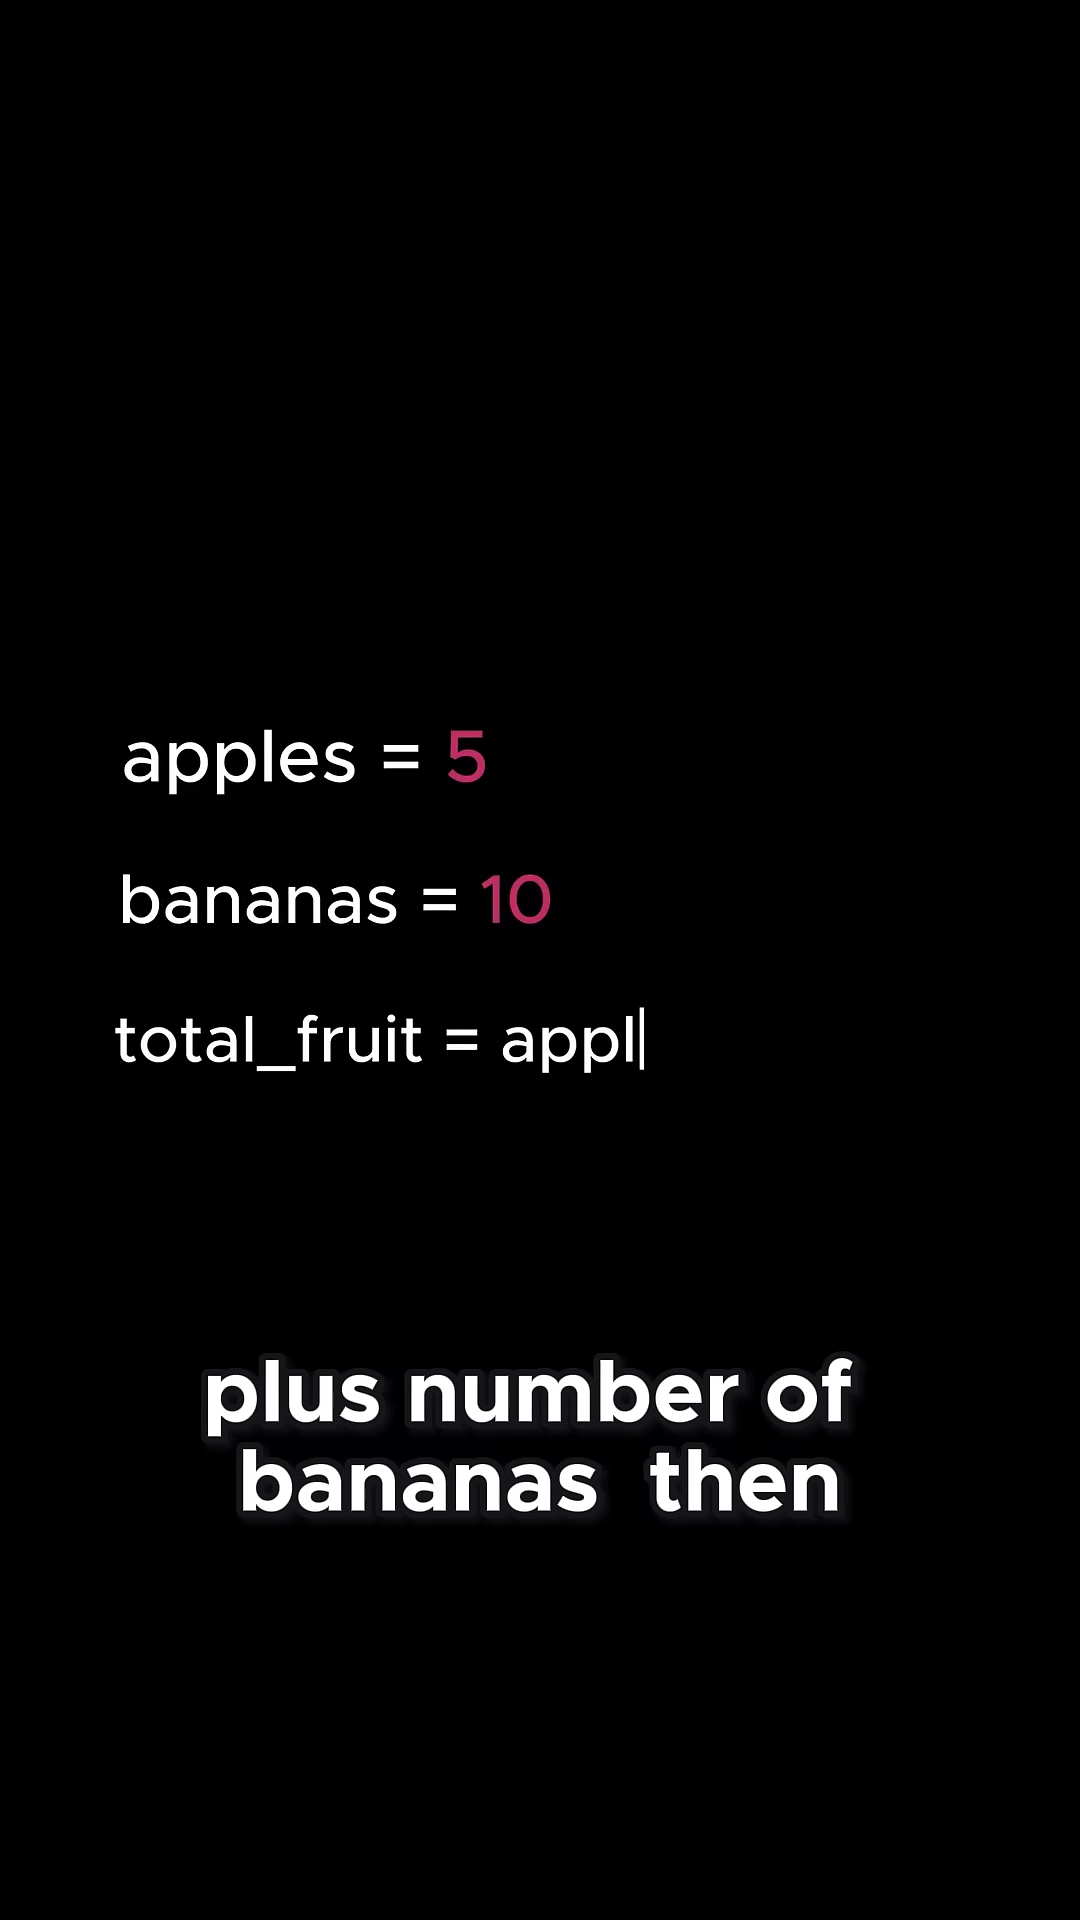 apples = 5
bananas = 10
total_fruit = appl
plus number of
bananas then